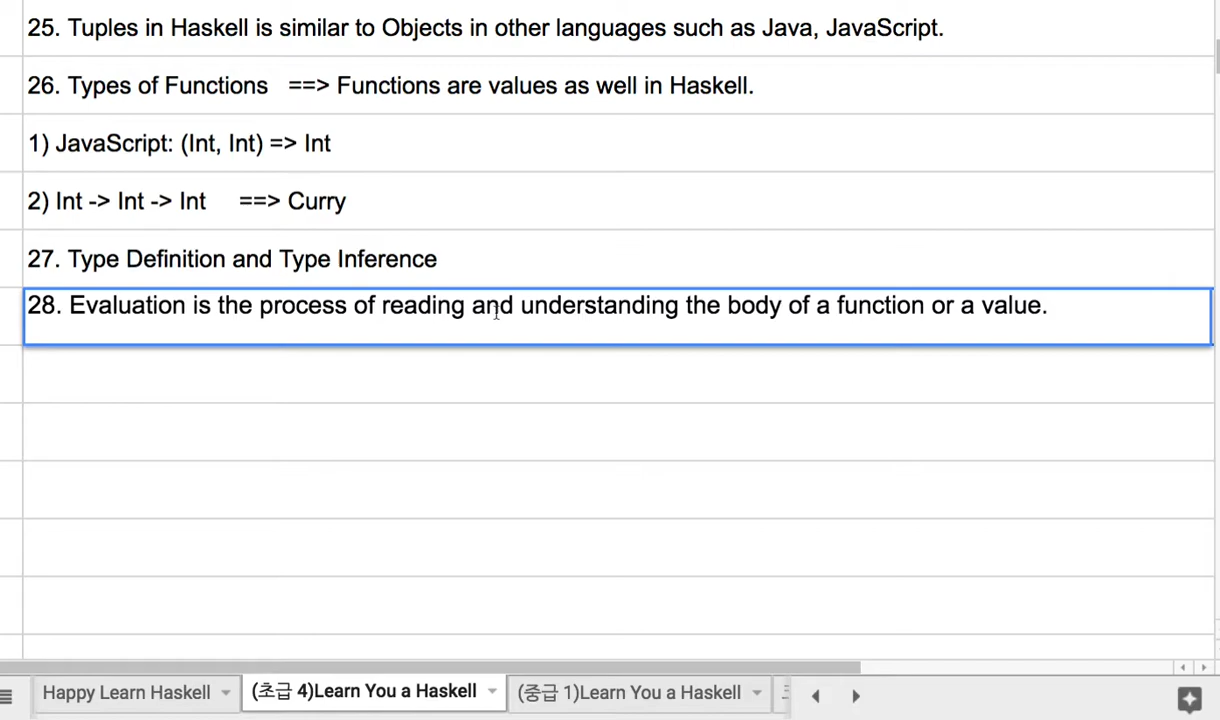 25. Tuples in Haskell is similar to Objects in other languages such as Java, JavaScript.
26. Types of Functions ==> Functions are values as well in Haskell.
1) JavaScript: (Int, Int) => Int
2) Int -> Int -> Int ==> Curry
27. Type Definition and Type Inference
28. Evaluation is the process of reading and understanding the body of a function or a value.
Happy Learn Haskell (초급 4)Learn You a Haskell (중급 1)Learn You a Haskell